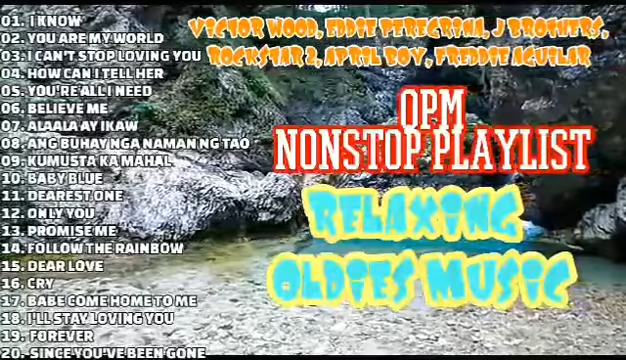 01. I KNOW
02. YOU ARE MY WORLD
03. I CAN'T STOP LOVING YOU
04. HOW CAN I TELL HER
05. YOU'RE ALL I NEED
06. BELIEVE ME
07. ALAALA AY IKAW
08. ANG BUHAY NGA NAMAN NG TAO
09. KUMUSTA KA MAHAL
10. BABY BLUE
11. DEAREST ONE
12. ONLY YOU
13. PROMISE ME
14. FOLLOW THE RAINBOW
15. DEAR LOVE
16. CRY
17. BABE COME HOME TO ME
18. I'LL STAY LOVING YOU
19. FOREVER
20. SINCE YOU'VE BEEN GONE
VICTOR WOOD, EDDIE PEREGRINA, J BROTHERS,
ROCKSTAR 2, APRIL BOY, FREDDIE AGUILAR
OPM
NONSTOP PLAYLIST
RELAXING
OLDIES MUSIC